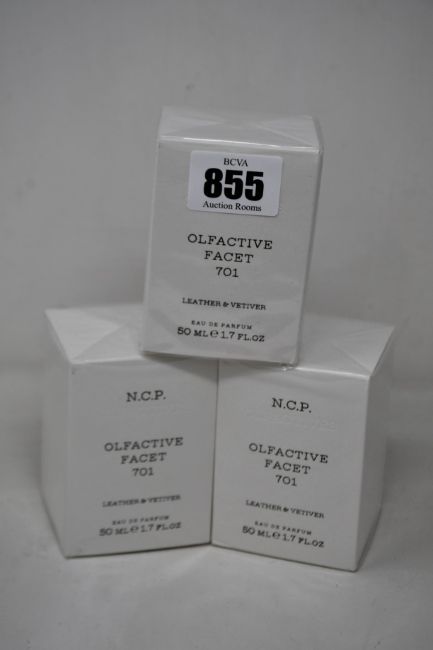 BCVA
855
Auction Rooms
OLFACTIVE
FACET
701
LEATHER & VETIVER
EAU DE PARFUM
50 ML ℮ 1.7 FL.OZ
N.C.P.
OLFACTIVE
FACET
701
LEATHER & VETIVER
EAU DE PARFUM
50 ML ℮ 1.7 FL.OZ
N.C.P.
OLFACTIVE
FACET
701
LEATHER & VETIVER
EAU DE PARFUM
50 ML ℮ 1.7 FL.OZ